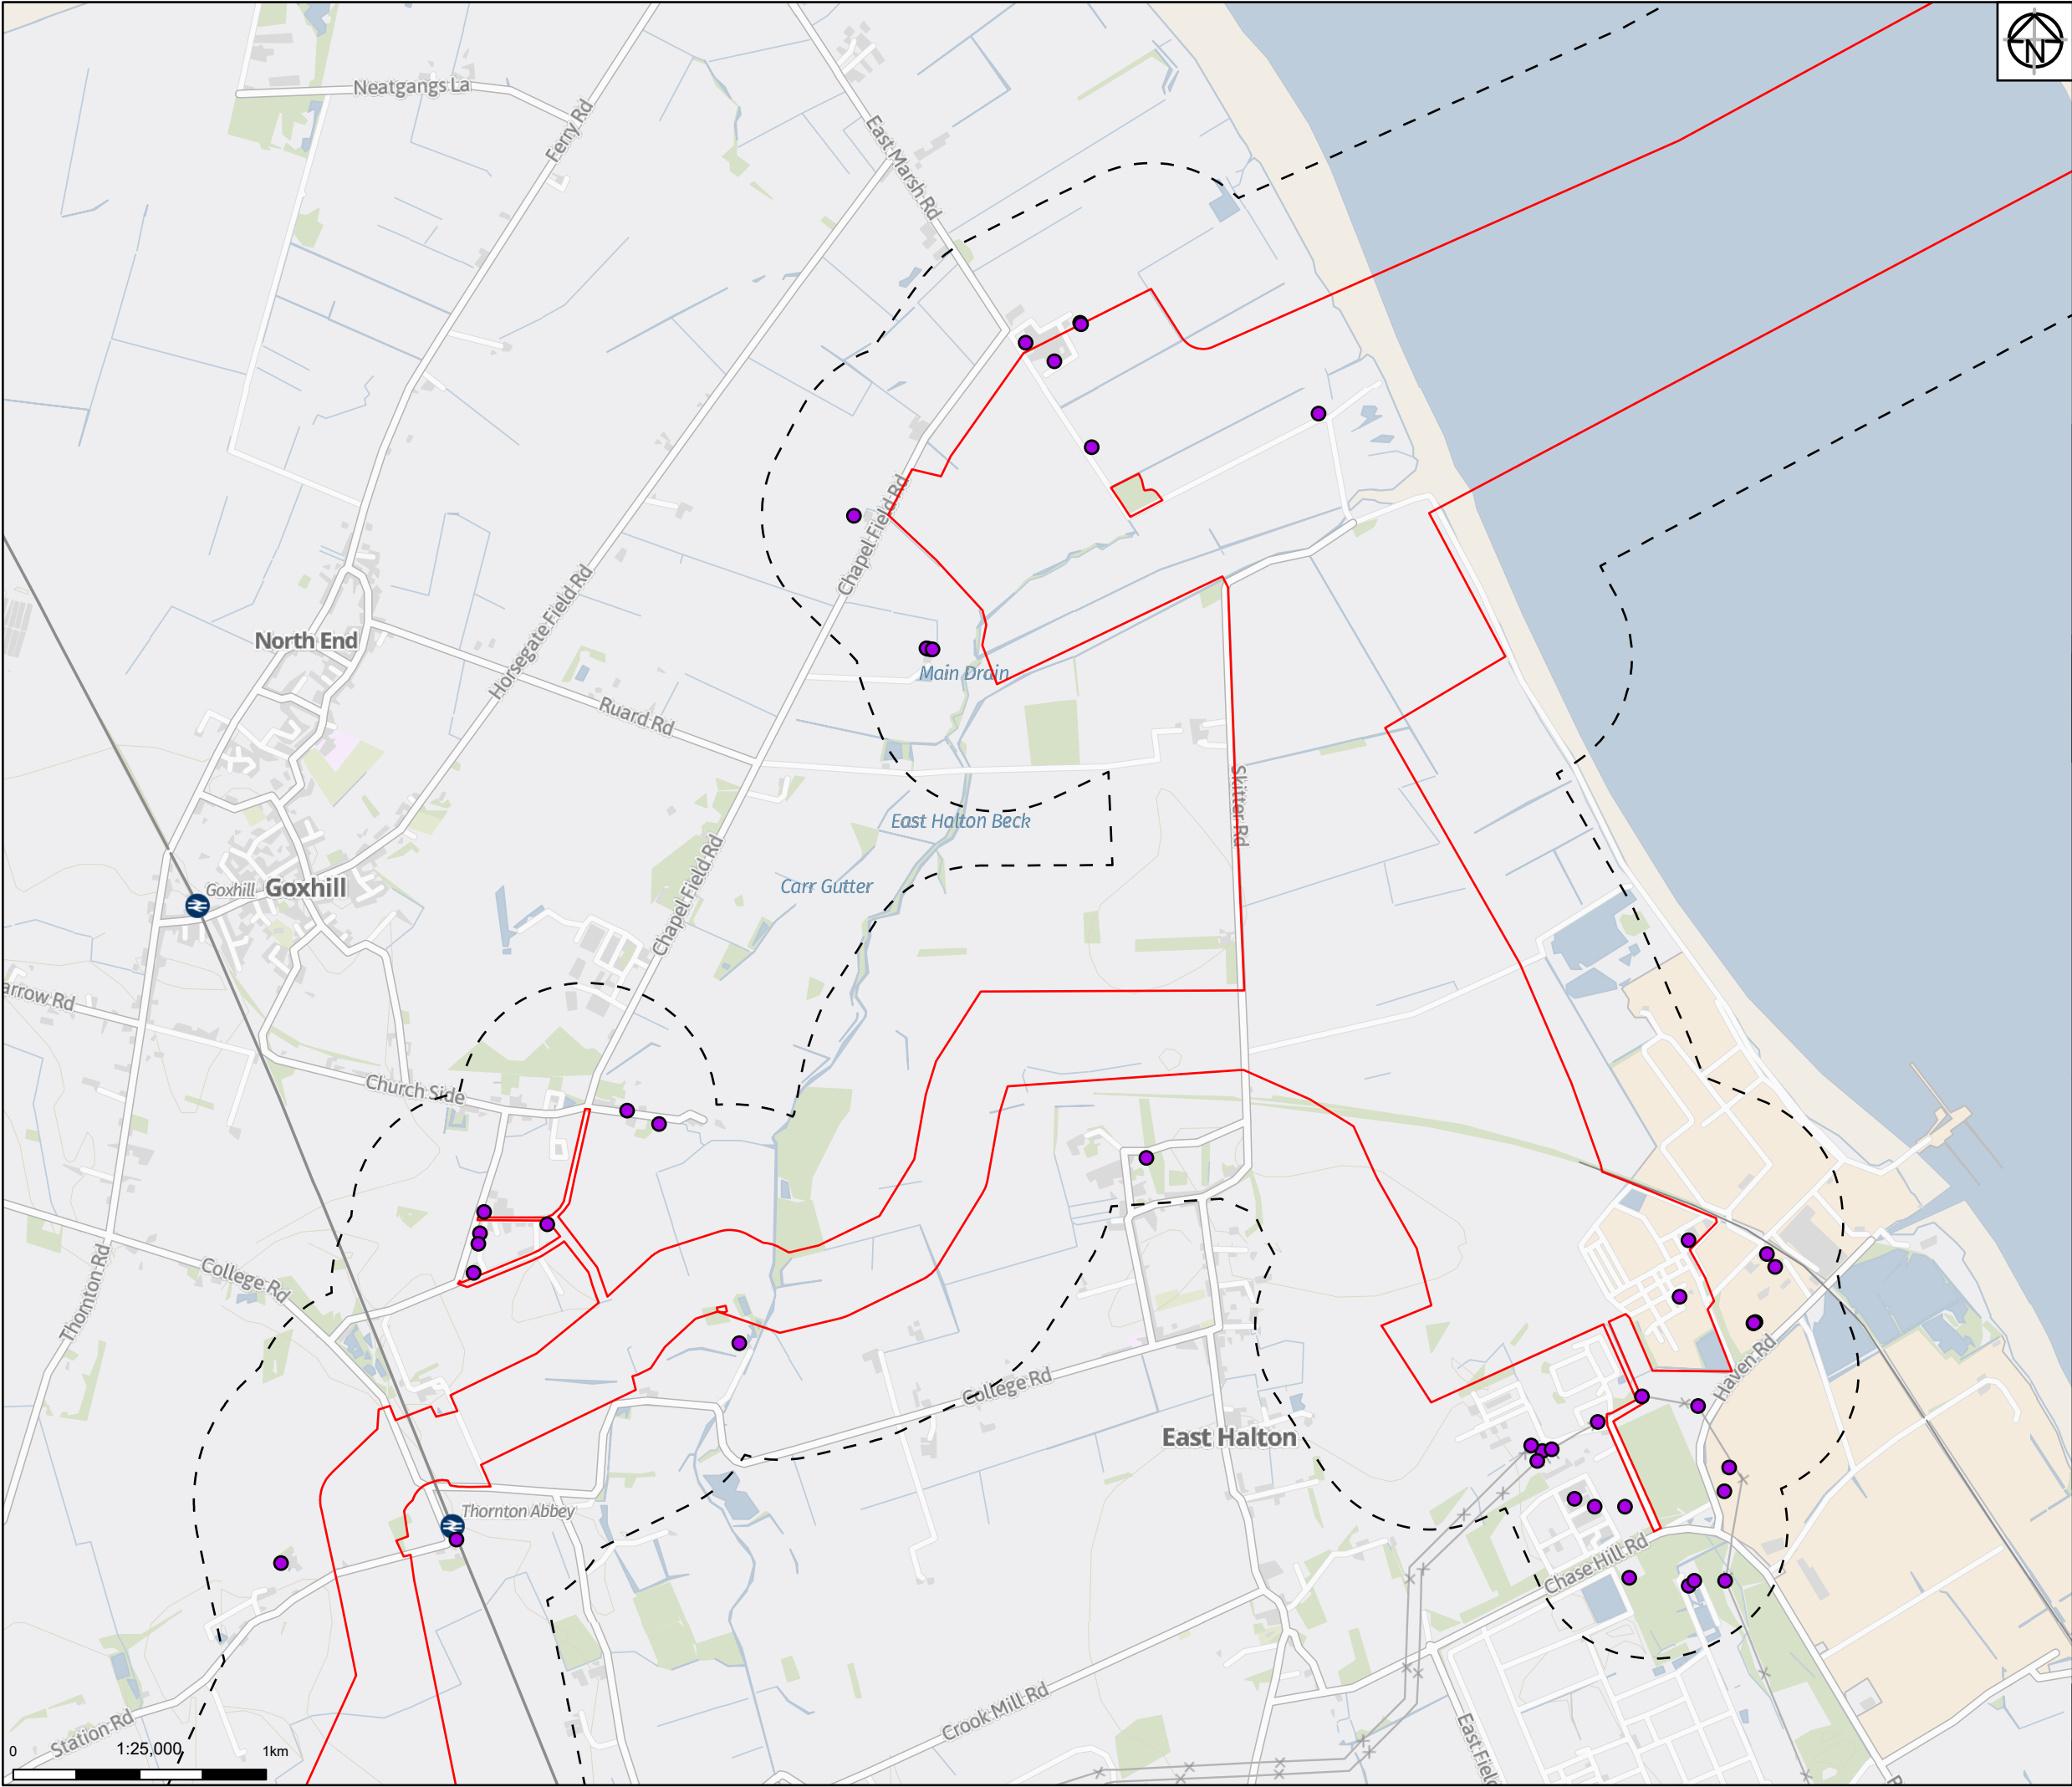 N
Neatgangs La
Ferry Rd
East Marsh Rd
Chapel Field Rd
Horsegate Field Rd
North End
Main Drain
Ruard Rd
Skitter Rd
East Halton Beck
Carr Gutter
Goxhill
Goxhill
Chapel Field Rd
arrow Rd
Church Side
College Rd
Thornton Rd
Haven Rd
College Rd
East Halton
Thornton Abbey
Chase Hill Rd
Crook Mill Rd
Station Rd
East Field
0 1:25,000 1km